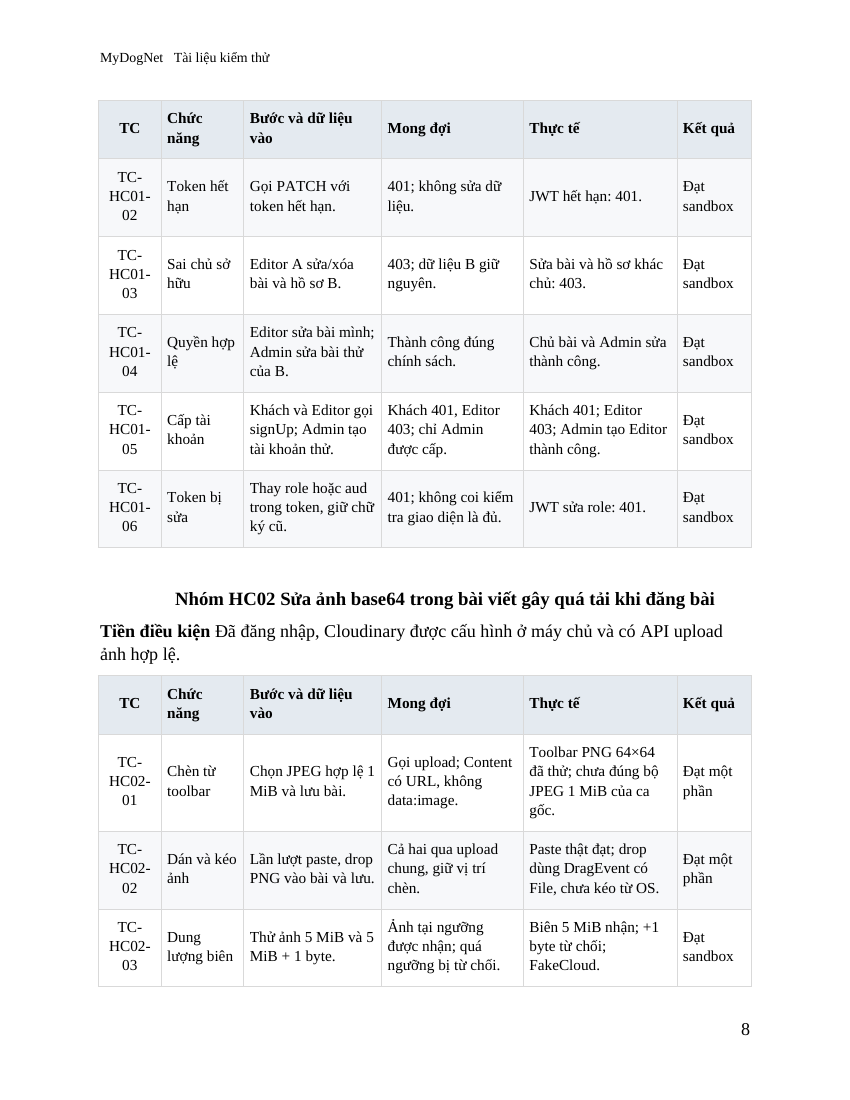 MyDogNet Tài liệu kiểm thử
TC
Chức
năng
Bước và dữ liệu
vào
Mong đợi
Thực tế
Kết quả
TC-
HC01-
02
Token hết
hạn
Gọi PATCH với
token hết hạn.
401; không sửa dữ
liệu.
JWT hết hạn: 401.
Đạt
sandbox
TC-
HC01-
03
Sai chủ sở
hữu
Editor A sửa/xóa
bài và hồ sơ B.
403; dữ liệu B giữ
nguyên.
Sửa bài và hồ sơ khác
chủ: 403.
Đạt
sandbox
TC-
HC01-
04
Quyền hợp
lệ
Editor sửa bài mình;
Admin sửa bài thử
của B.
Thành công đúng
chính sách.
Chủ bài và Admin sửa
thành công.
Đạt
sandbox
TC-
HC01-
05
Cấp tài
khoản
Khách và Editor gọi
signUp; Admin tạo
tài khoản thử.
Khách 401, Editor
403; chỉ Admin
được cấp.
Khách 401; Editor
403; Admin tạo Editor
thành công.
Đạt
sandbox
TC-
HC01-
06
Token bị
sửa
Thay role hoặc aud
trong token, giữ chữ
ký cũ.
401; không coi kiểm
tra giao diện là đủ.
JWT sửa role: 401.
Đạt
sandbox
Nhóm HC02 Sửa ảnh base64 trong bài viết gây quá tải khi đăng bài
Tiền điều kiện Đã đăng nhập, Cloudinary được cấu hình ở máy chủ và có API upload
ảnh hợp lệ.
TC
Chức
năng
Bước và dữ liệu
vào
Mong đợi
Thực tế
Kết quả
TC-
HC02-
01
Chèn từ
toolbar
Chọn JPEG hợp lệ 1
MiB và lưu bài.
Gọi upload; Content
có URL, không
data:image.
Toolbar PNG 64×64
đã thử; chưa đúng bộ
JPEG 1 MiB của ca
gốc.
Đạt một
phần
TC-
HC02-
02
Dán và kéo
ảnh
Lần lượt paste, drop
PNG vào bài và lưu.
Cả hai qua upload
chung, giữ vị trí
chèn.
Paste thật đạt; drop
dùng DragEvent có
File, chưa kéo từ OS.
Đạt một
phần
TC-
HC02-
03
Dung
lượng biên
Thử ảnh 5 MiB và 5
MiB + 1 byte.
Ảnh tại ngưỡng
được nhận; quá
ngưỡng bị từ chối.
Biên 5 MiB nhận; +1
byte từ chối;
FakeCloud.
Đạt
sandbox
8